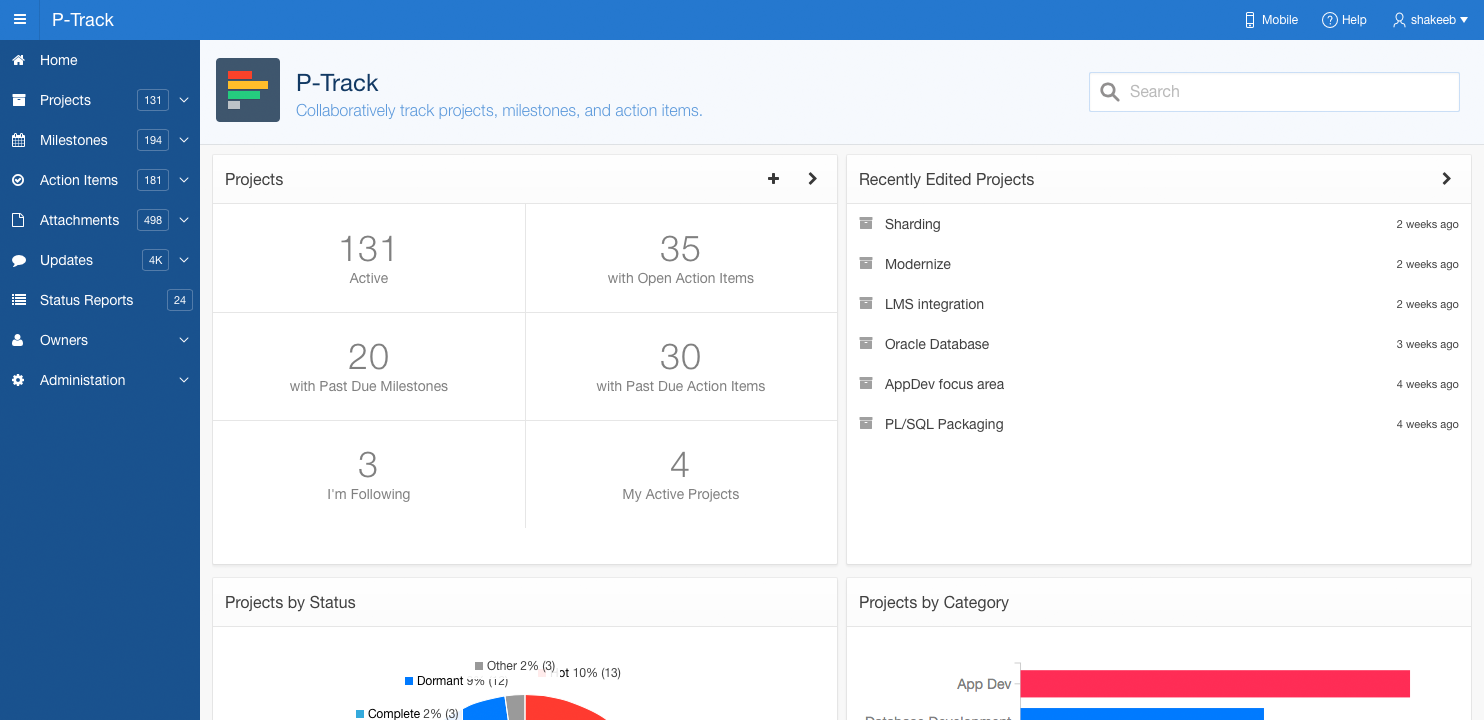 P-Track
Mobile
Help
shakeeb
Home
Projects 131
Milestones 194
Action Items 181
Attachments 498
Updates 4K
Status Reports 24
Owners
Administation
P-Track
Collaboratively track projects, milestones, and action items.
Search
Projects
131
Active
35
with Open Action Items
20
with Past Due Milestones
30
with Past Due Action Items
3
I'm Following
4
My Active Projects
Recently Edited Projects
Sharding 2 weeks ago
Modernize 2 weeks ago
LMS integration 2 weeks ago
Oracle Database 3 weeks ago
AppDev focus area 4 weeks ago
PL/SQL Packaging 4 weeks ago
Projects by Status
Other 2% (3)
Hot 10% (13)
Dormant 9% (12)
Complete 2% (3)
Projects by Category
App Dev
Database Development